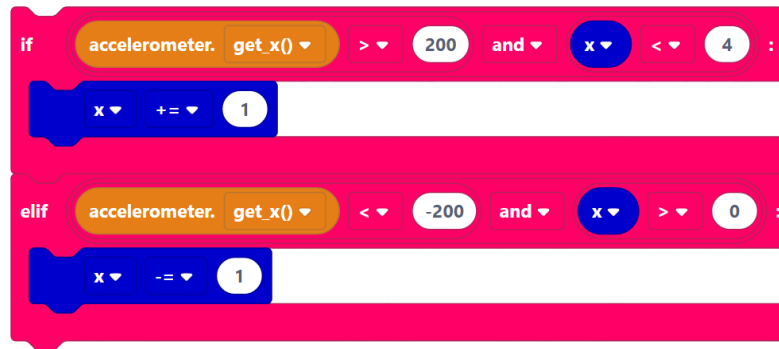 if accelerometer. get_x() > 200 and x < 4 :
x += 1
elif accelerometer. get_x() < -200 and x > 0 :
x -= 1